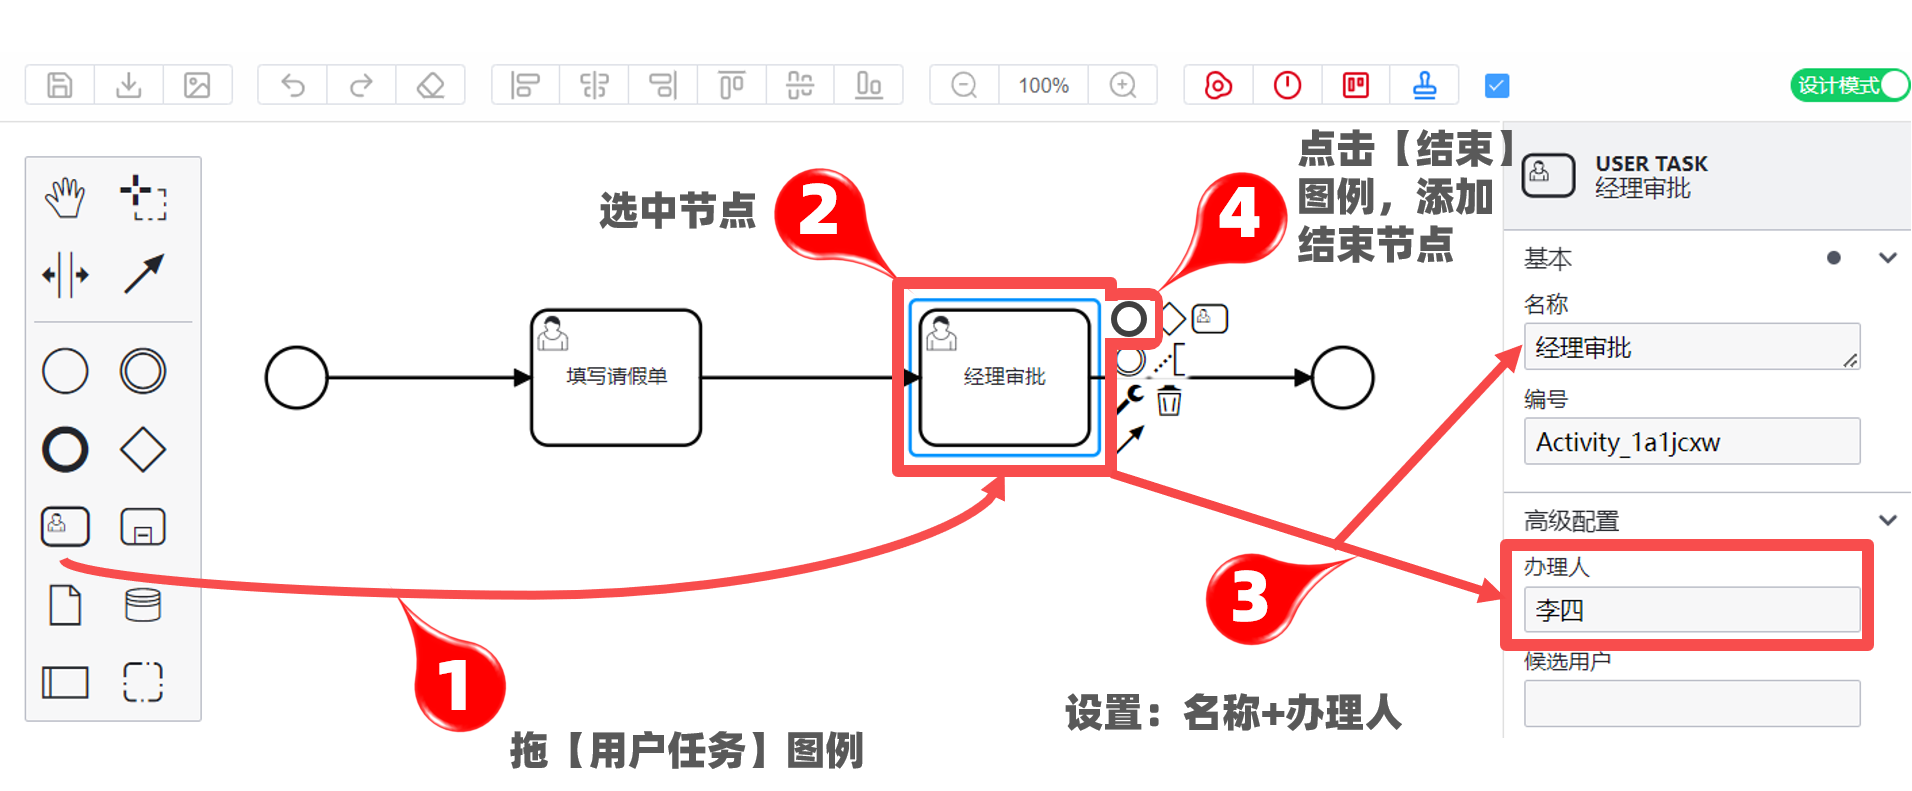 100%
设计模式
点击【结束】
图例，添加
结束节点
选中节点
2
4
USER TASK
经理审批
基本
名称
经理审批
编号
Activity_1a1jcxw
填写请假单
经理审批
高级配置
办理人
李四
候选用户
3
1
设置：名称+办理人
拖【用户任务】图例